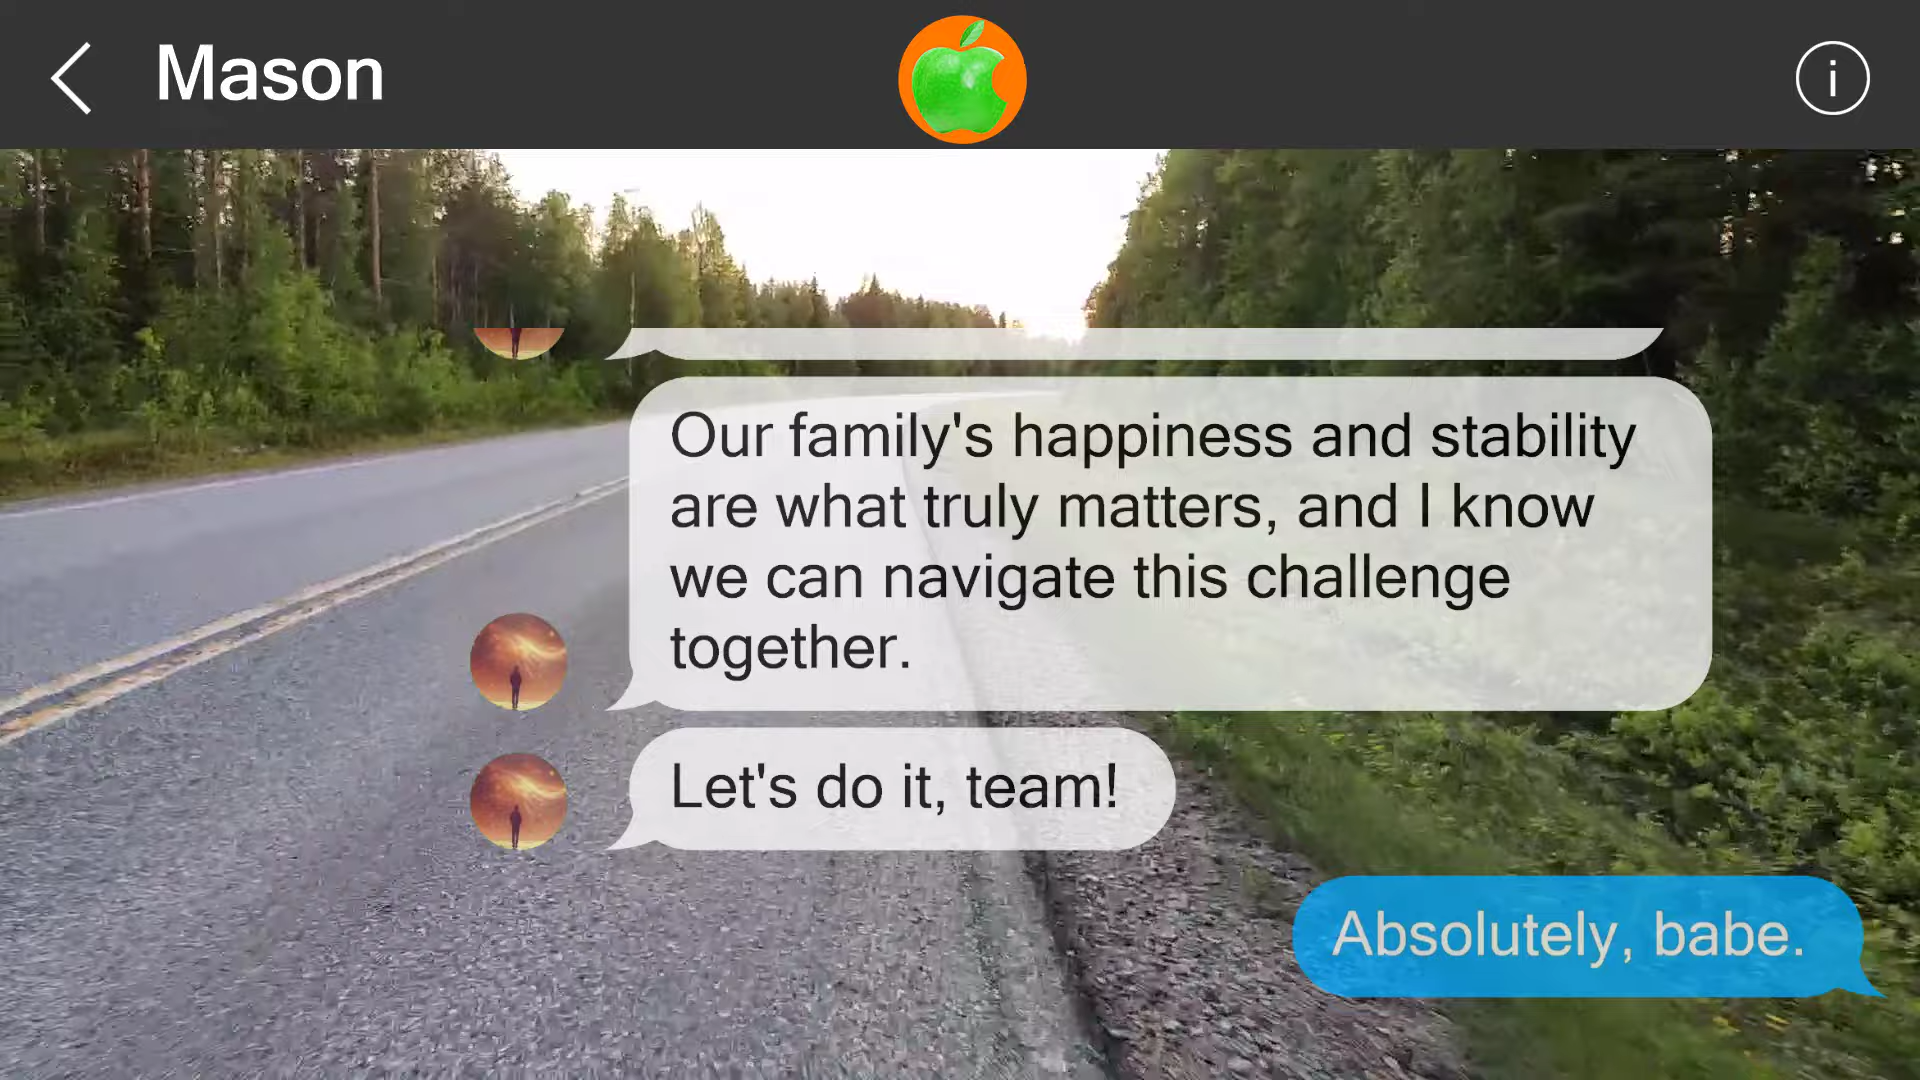 Mason
i
Our family's happiness and stability
are what truly matters, and I know
we can navigate this challenge
together.
Let's do it, team!
Absolutely, babe.